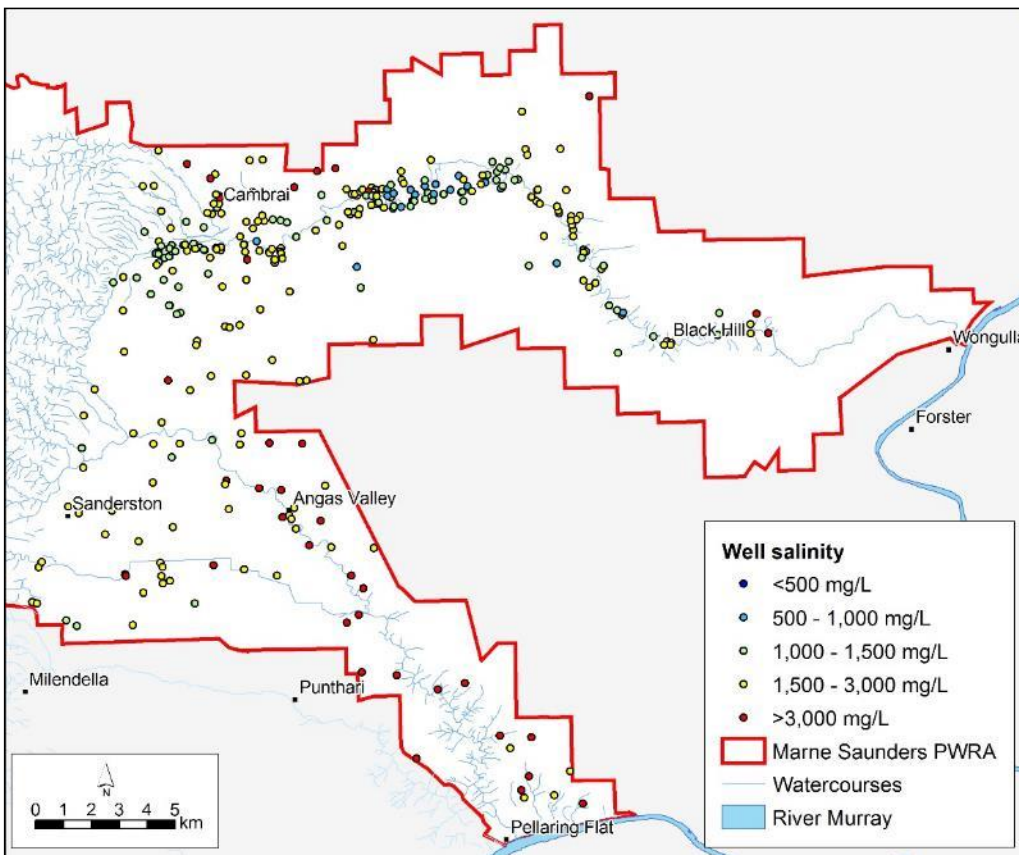 Cambrai
Black Hill
Wongulla
Forster
Sanderston
Angas Valley
Milendella
Punthari
Pellaring Flat
Well salinity
<500 mg/L
500 - 1,000 mg/L
1,000 - 1,500 mg/L
1,500 - 3,000 mg/L
>3,000 mg/L
Marne Saunders PWRA
Watercourses
River Murray
N
0 1 2 3 4 5
km